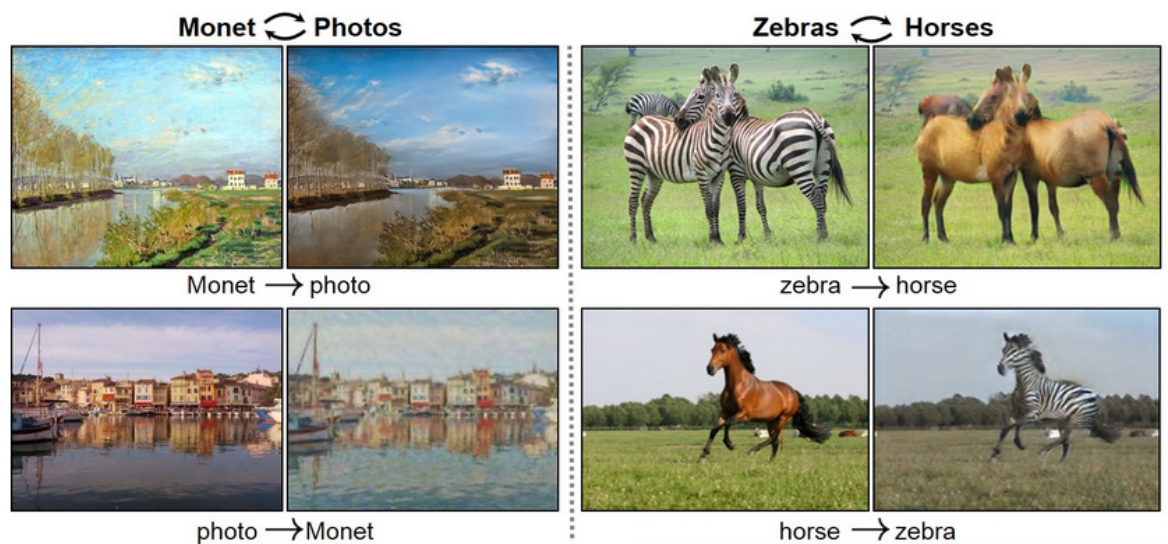 Monet Photos
Monet → photo
photo → Monet
Zebras Horses
zebra → horse
horse → zebra